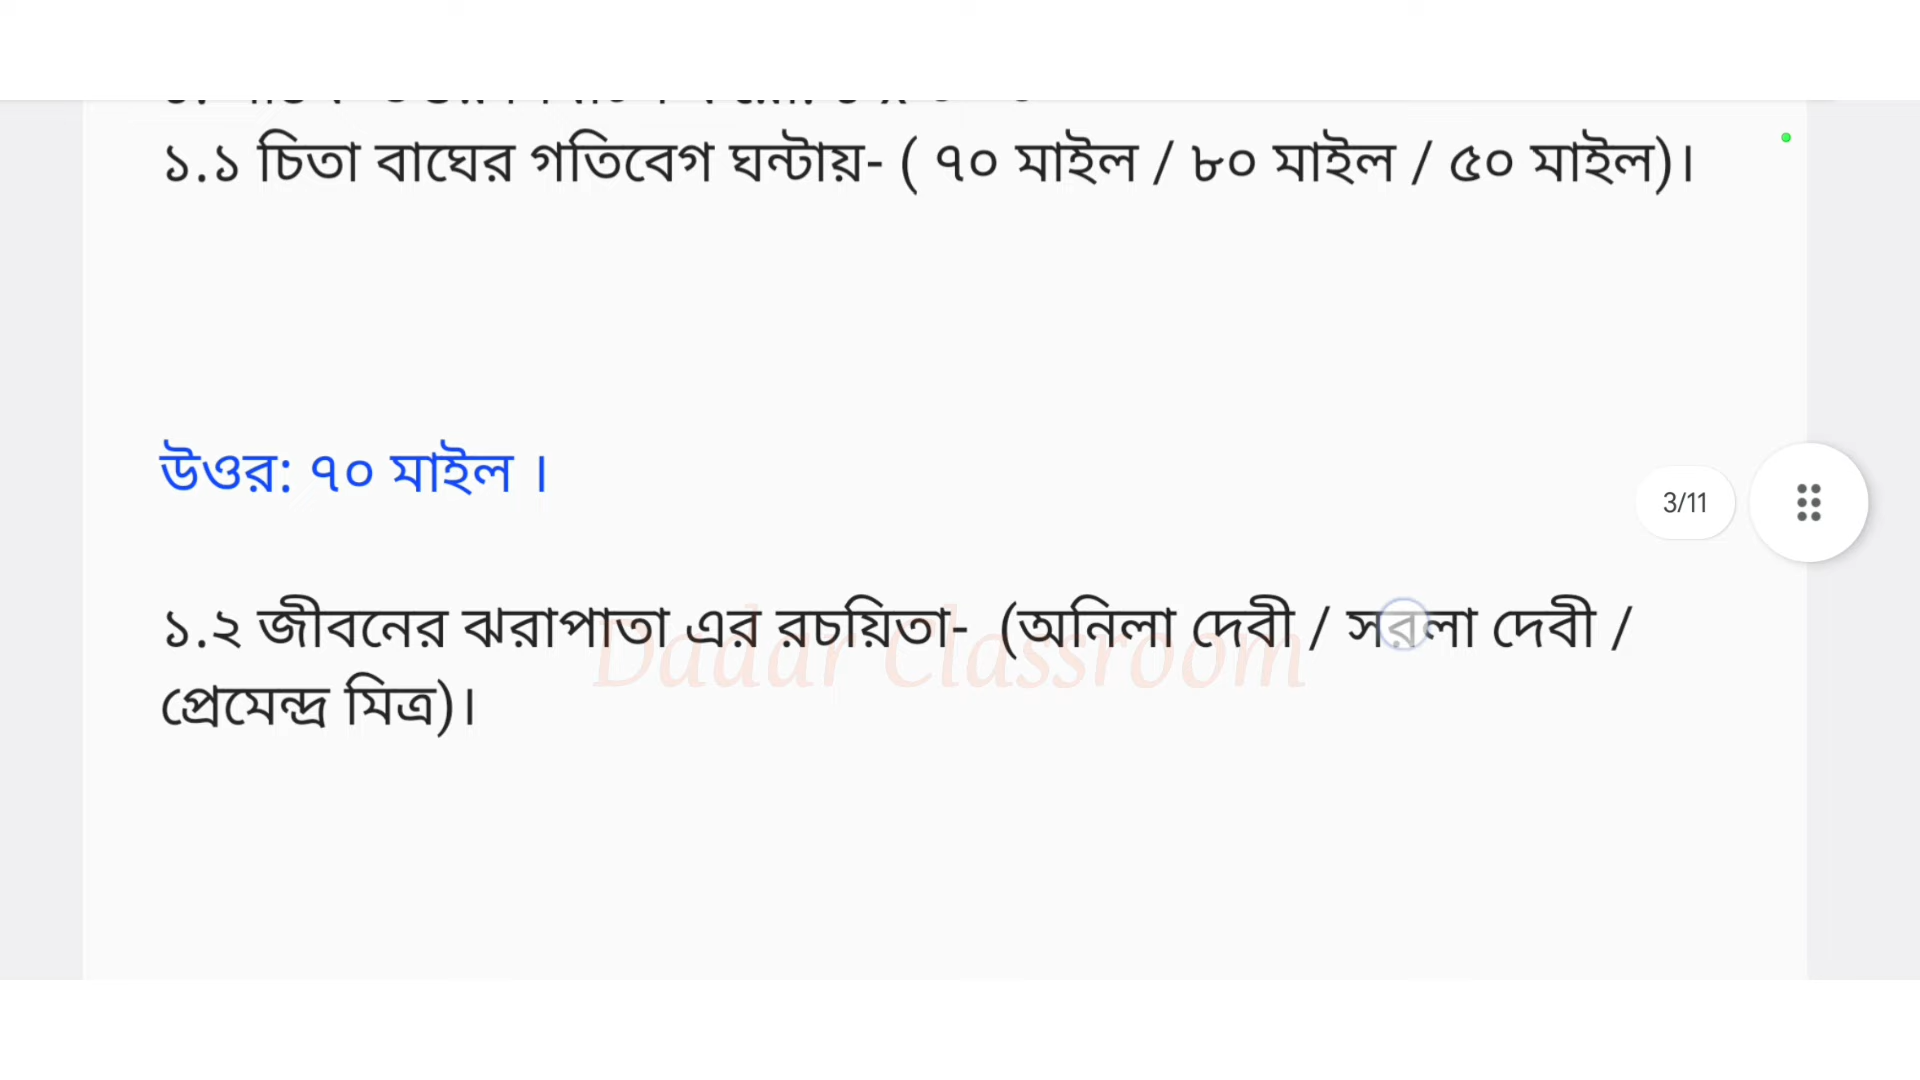 ১.১ চিতা বাঘের গতিবেগ ঘন্টায়- ( ৭০ মাইল / ৮০ মাইল / ৫০ মাইল)।
উওর: ৭০ মাইল ।
3/11
১.২ জীবনের ঝরাপাতা এর রচয়িতা- (অনিলা দেবী / সরলা দেবী /
Dadar Classroom
প্রেমেন্দ্র মিত্র)।